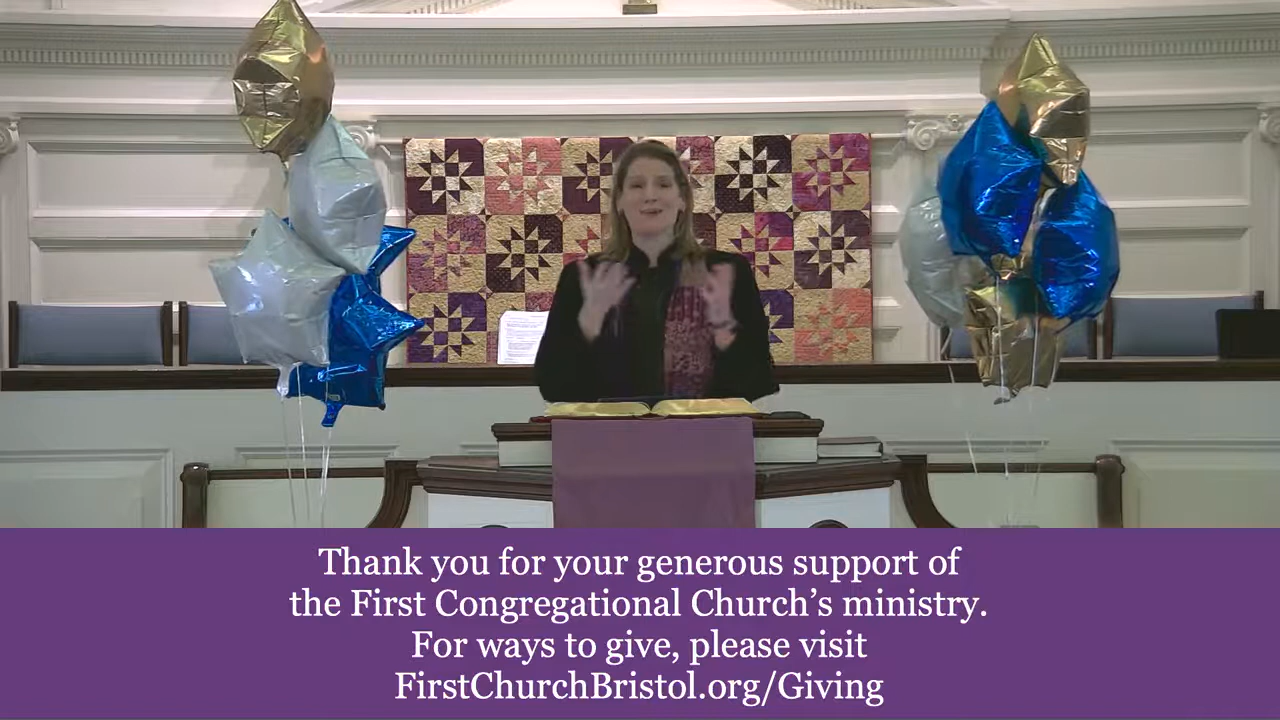 Thank you for your generous support of
the First Congregational Church’s ministry.
For ways to give, please visit
FirstChurchBristol.org/Giving